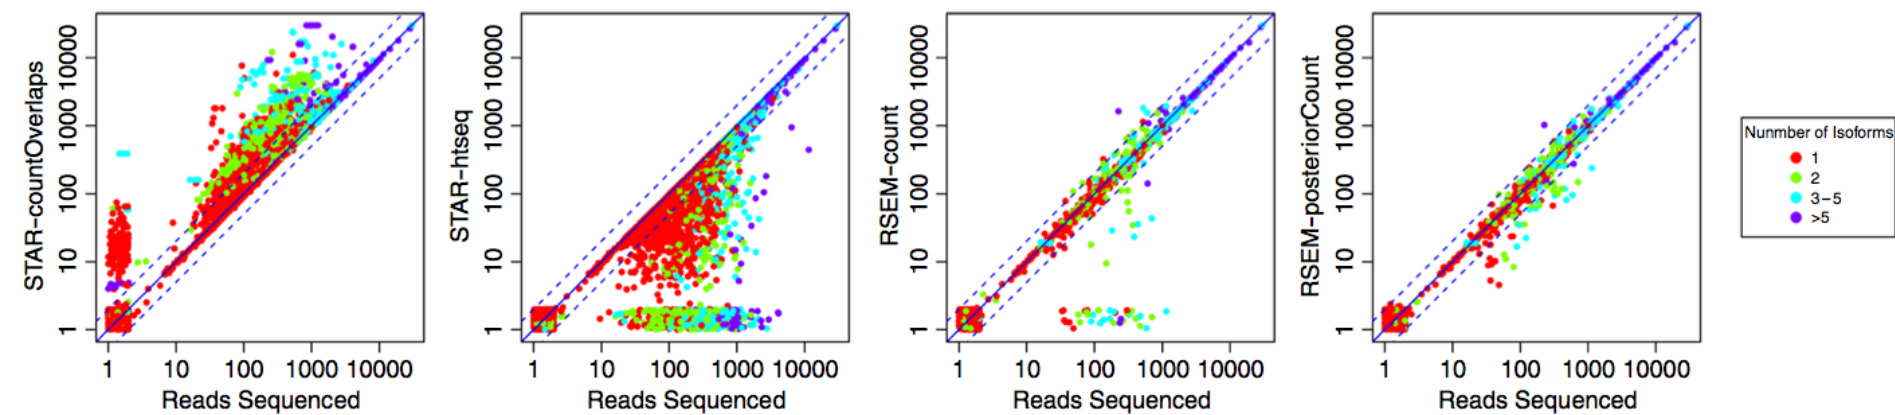 STAR-countOverlaps
1 10 100 1000 10000
1 10 100 1000 10000
Reads Sequenced
STAR-htseq
1 10 100 1000 10000
1 10 100 1000 10000
Reads Sequenced
RSEM-count
1 10 100 1000 10000
1 10 100 1000 10000
Reads Sequenced
RSEM-posteriorCount
1 10 100 1000 10000
1 10 100 1000 10000
Reads Sequenced
Nunmber of Isoforms
1
2
3-5
>5